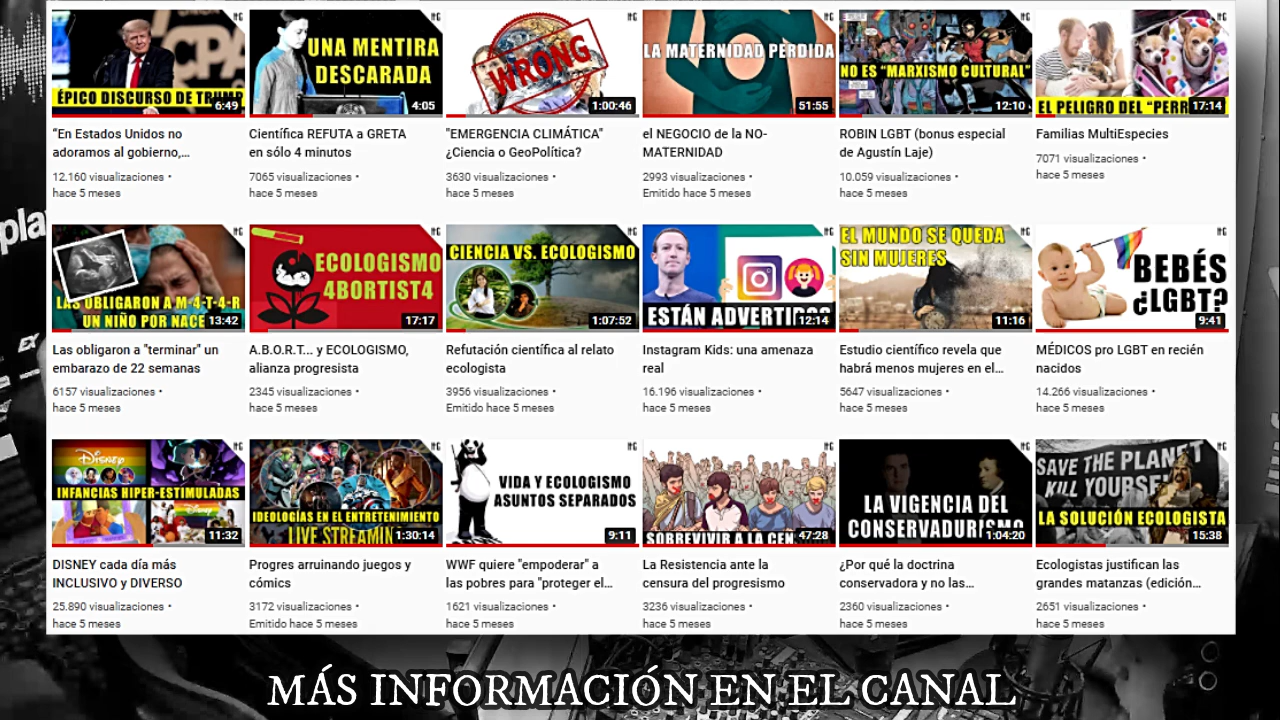 CPA
ÉPICO DISCURSO DE TRUMP
6:49
"En Estados Unidos no
adoramos al gobierno,...
12.160 visualizaciones •
hace 5 meses
UNA MENTIRA
DESCARADA
4:05
Científica REFUTA a GRETA
en sólo 4 minutos
7065 visualizaciones •
hace 5 meses
WRONG
1:00:46
"EMERGENCIA CLIMÁTICA"
¿Ciencia o GeoPolítica?
3630 visualizaciones •
hace 5 meses
LA MATERNIDAD PERDIDA
51:55
el NEGOCIO de la NO-
MATERNIDAD
2993 visualizaciones •
Emitido hace 5 meses
NO ES "MARXISMO CULTURAL"
12:10
ROBIN LGBT (bonus especial
de Agustín Laje)
10.059 visualizaciones •
hace 5 meses
EL PELIGRO DEL "PERR
17:14
Familias MultiEspecies
7071 visualizaciones •
hace 5 meses
play
LAS OBLIGARON A M-4-T-4-R
UN NIÑO POR NACE
13:42
Las obligaron a "terminar" un
embarazo de 22 semanas
6157 visualizaciones •
hace 5 meses
ECOLOGISMO
4BORTIST4
17:17
A.B.O.R.T... y ECOLOGISMO,
alianza progresista
2345 visualizaciones •
hace 5 meses
CIENCIA VS. ECOLOGISMO
1:07:52
Refutación científica al relato
ecologista
3956 visualizaciones •
Emitido hace 5 meses
ESTÁN ADVERTIDOS
12:14
Instagram Kids: una amenaza
real
16.196 visualizaciones •
hace 5 meses
EL MUNDO SE QUEDA
SIN MUJERES
11:16
Estudio científico revela que
habrá menos mujeres en el...
5647 visualizaciones •
hace 5 meses
BEBÉS
¿LGBT?
9:41
MÉDICOS pro LGBT en recién
nacidos
14.266 visualizaciones •
hace 5 meses
EX
Disney
INFANCIAS HIPER-ESTIMULADAS
Disney
11:32
DISNEY cada día más
INCLUSIVO y DIVERSO
25.890 visualizaciones •
hace 5 meses
IDEOLOGÍAS EN EL ENTRETENIMIENTO
LIVE STREAMIN
1:30:14
Progres arruinando juegos y
cómics
3172 visualizaciones •
Emitido hace 5 meses
VIDA Y ECOLOGISMO
ASUNTOS SEPARADOS
9:11
WWF quiere "empoderar" a
las pobres para "proteger el...
1621 visualizaciones •
hace 5 meses
SOBREVIVIR A LA CEN
47:28
La Resistencia ante la
censura del progresismo
3236 visualizaciones •
hace 5 meses
LA VIGENCIA DEL
CONSERVADURISMO
1:04:20
¿Por qué la doctrina
conservadora y no las...
2360 visualizaciones •
hace 5 meses
SAVE THE PLANET
KILL YOURSE
LA SOLUCIÓN ECOLOGISTA
15:38
Ecologistas justifican las
grandes matanzas (edición...
2651 visualizaciones •
hace 5 meses
MÁS INFORMACIÓN EN EL CANAL